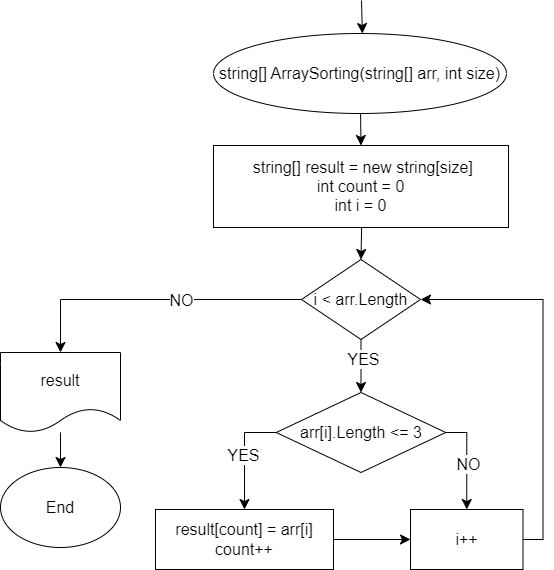 string[] ArraySorting(string[] arr, int size)
string[] result = new string[size]
int count = 0
int i = 0
i < arr.Length
NO
YES
result
arr[i].Length <= 3
YES
NO
End
result[count] = arr[i]
count++
i++